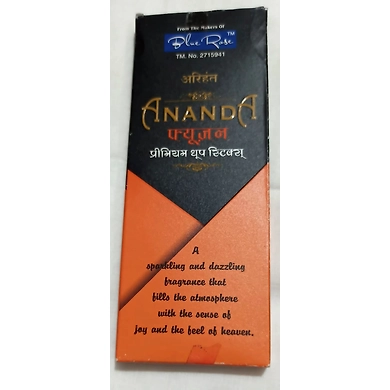 From The Makers Of
Blue Rose™
TM. No. 2715941
अरिहंत
ANANDA
फ्यूज़न
प्रीमियम धूप स्टिक्स्
A
sparkling and dazzling
fragrance that
fills the atmosphere
with the sense of
joy and the feel of heaven.